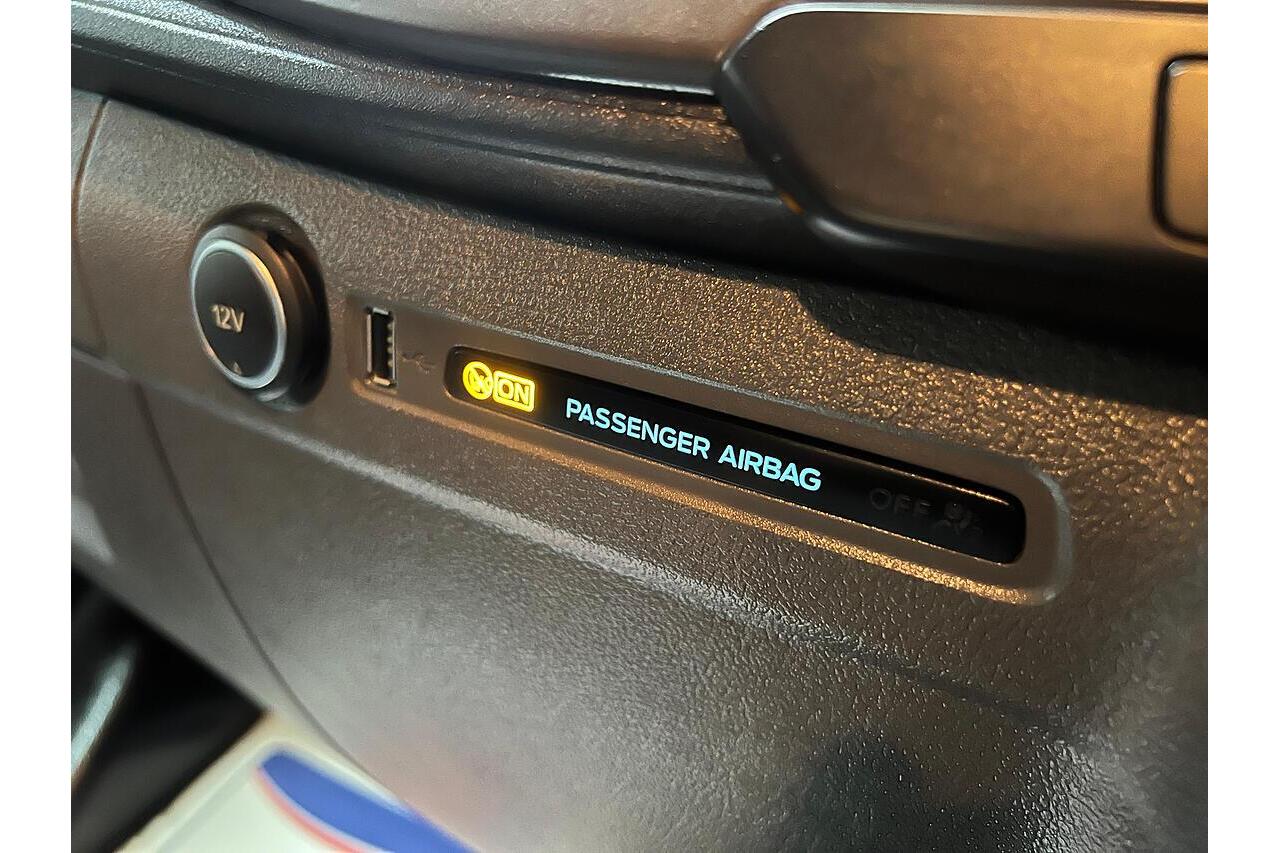 12V
ON PASSENGER AIRBAG OFF